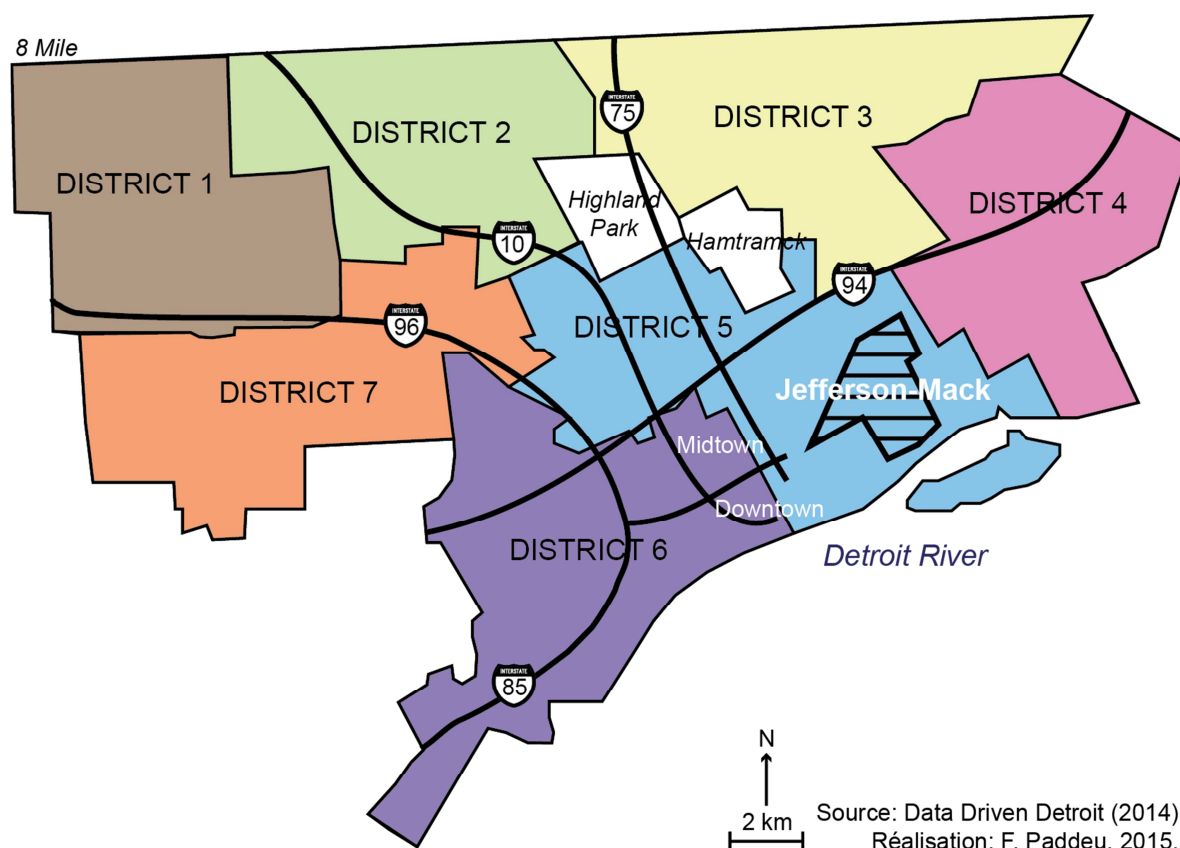 8 Mile
DISTRICT 1
DISTRICT 2
INTERSTATE
75
DISTRICT 3
DISTRICT 4
Highland
Park
Hamtramck
INTERSTATE
10
INTERSTATE
94
INTERSTATE
96
DISTRICT 5
DISTRICT 7
Jefferson-Mack
Midtown
Downtown
DISTRICT 6
Detroit River
INTERSTATE
85
N
2 km
Source: Data Driven Detroit (2014)
Réalisation: F. Paddeu, 2015.